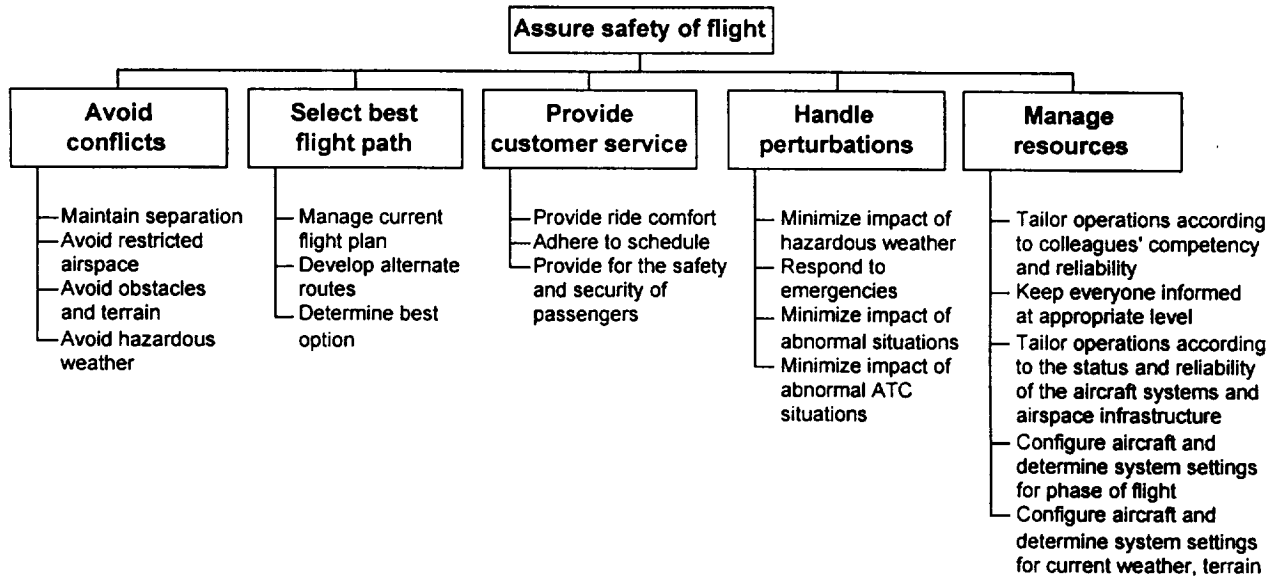 Assure safety of flight
Avoid
conflicts
Maintain separation
Avoid restricted
airspace
Avoid obstacles
and terrain
Avoid hazardous
weather
Select best
flight path
Manage current
flight plan
Develop alternate
routes
Determine best
option
Provide
customer service
Provide ride comfort
Adhere to schedule
Provide for the safety
and security of
passengers
Handle
perturbations
Minimize impact of
hazardous weather
Respond to
emergencies
Minimize impact of
abnormal situations
Minimize impact of
abnormal ATC
situations
Manage
resources
Tailor operations according
to colleagues' competency
and reliability
Keep everyone informed
at appropriate level
Tailor operations according
to the status and reliability
of the aircraft systems and
airspace infrastructure
Configure aircraft and
determine system settings
for phase of flight
Configure aircraft and
determine system settings
for current weather, terrain